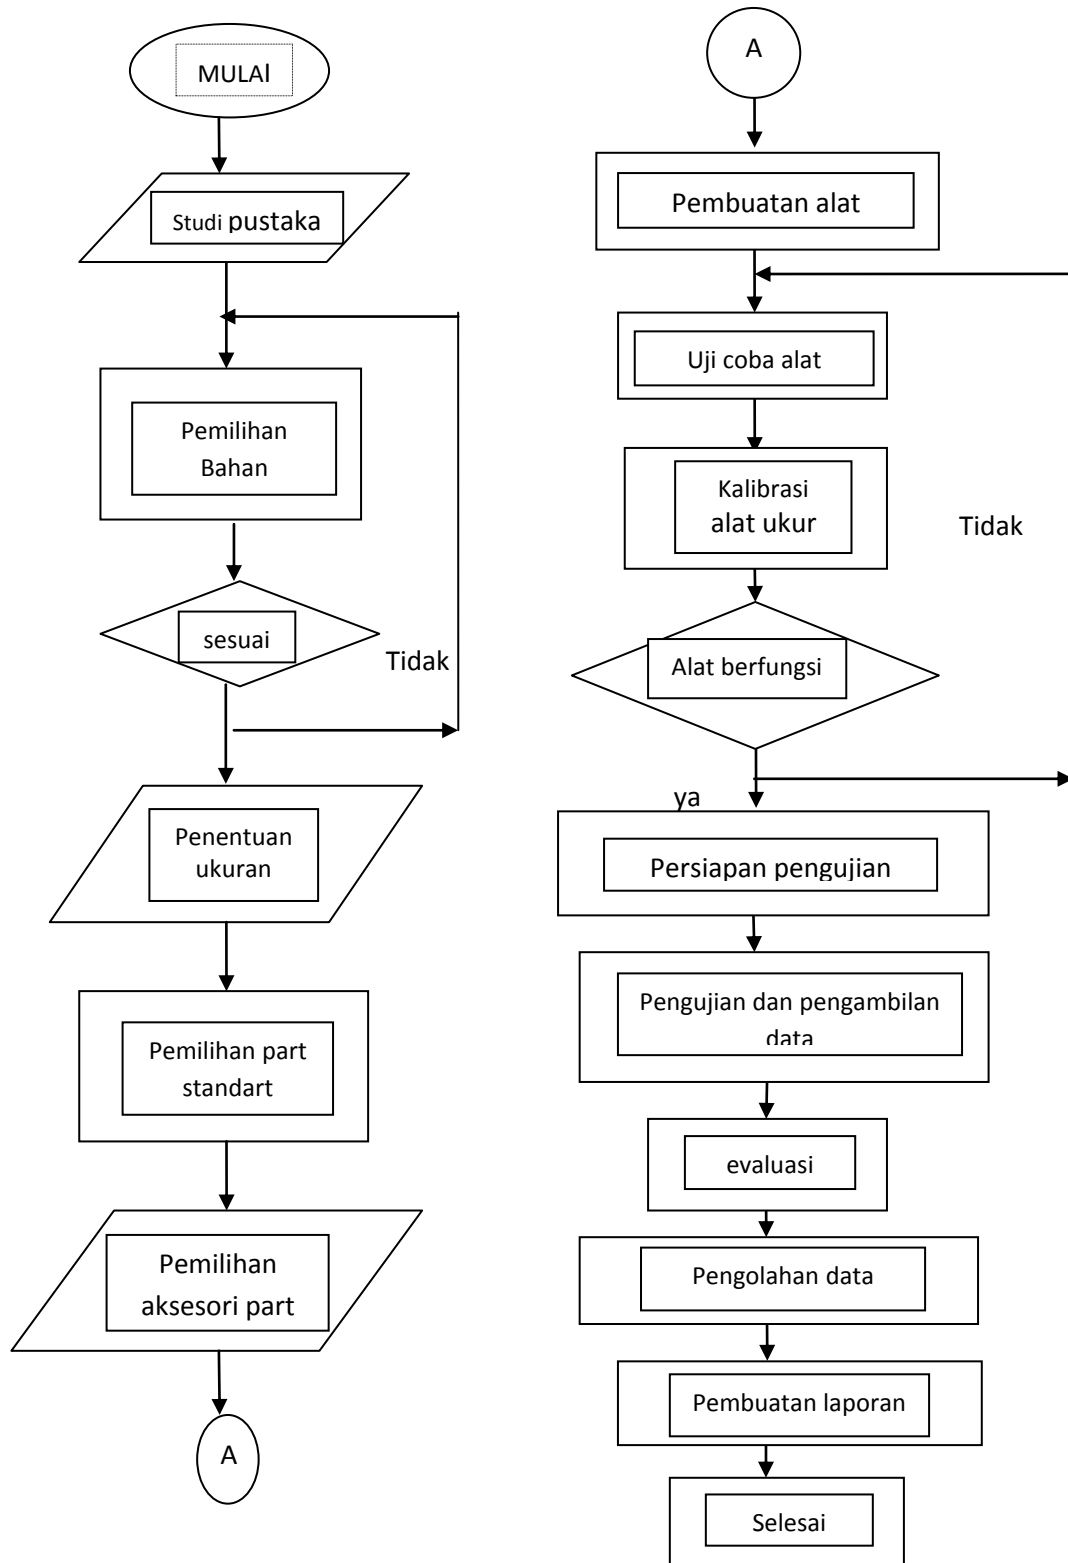 MULAI
Studi pustaka
Pemilihan
Bahan
sesuai
Tidak
Penentuan
ukuran
Pemilihan part
standart
Pemilihan
aksesori part
A
A
Pembuatan alat
Uji coba alat
Kalibrasi
alat ukur
Tidak
Alat berfungsi
ya
Persiapan pengujian
Pengujian dan pengambilan
data
evaluasi
Pengolahan data
Pembuatan laporan
Selesai